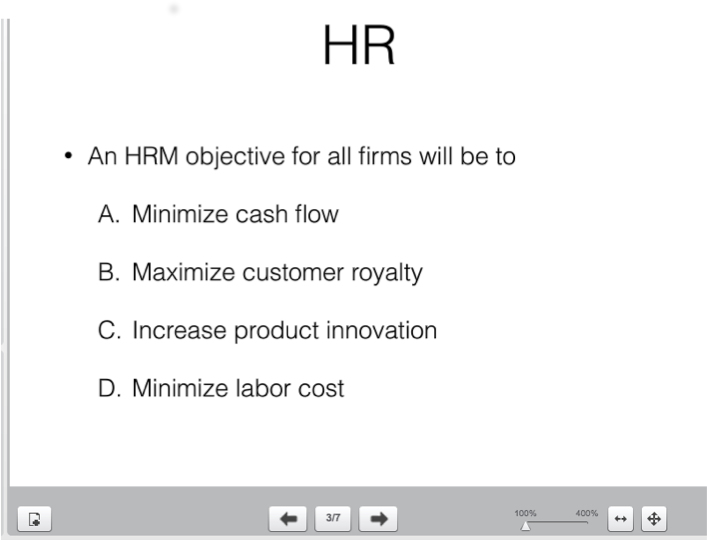 HR
• An HRM objective for all firms will be to
A. Minimize cash flow
B. Maximize customer royalty
C. Increase product innovation
D. Minimize labor cost
3/7
100% 400%